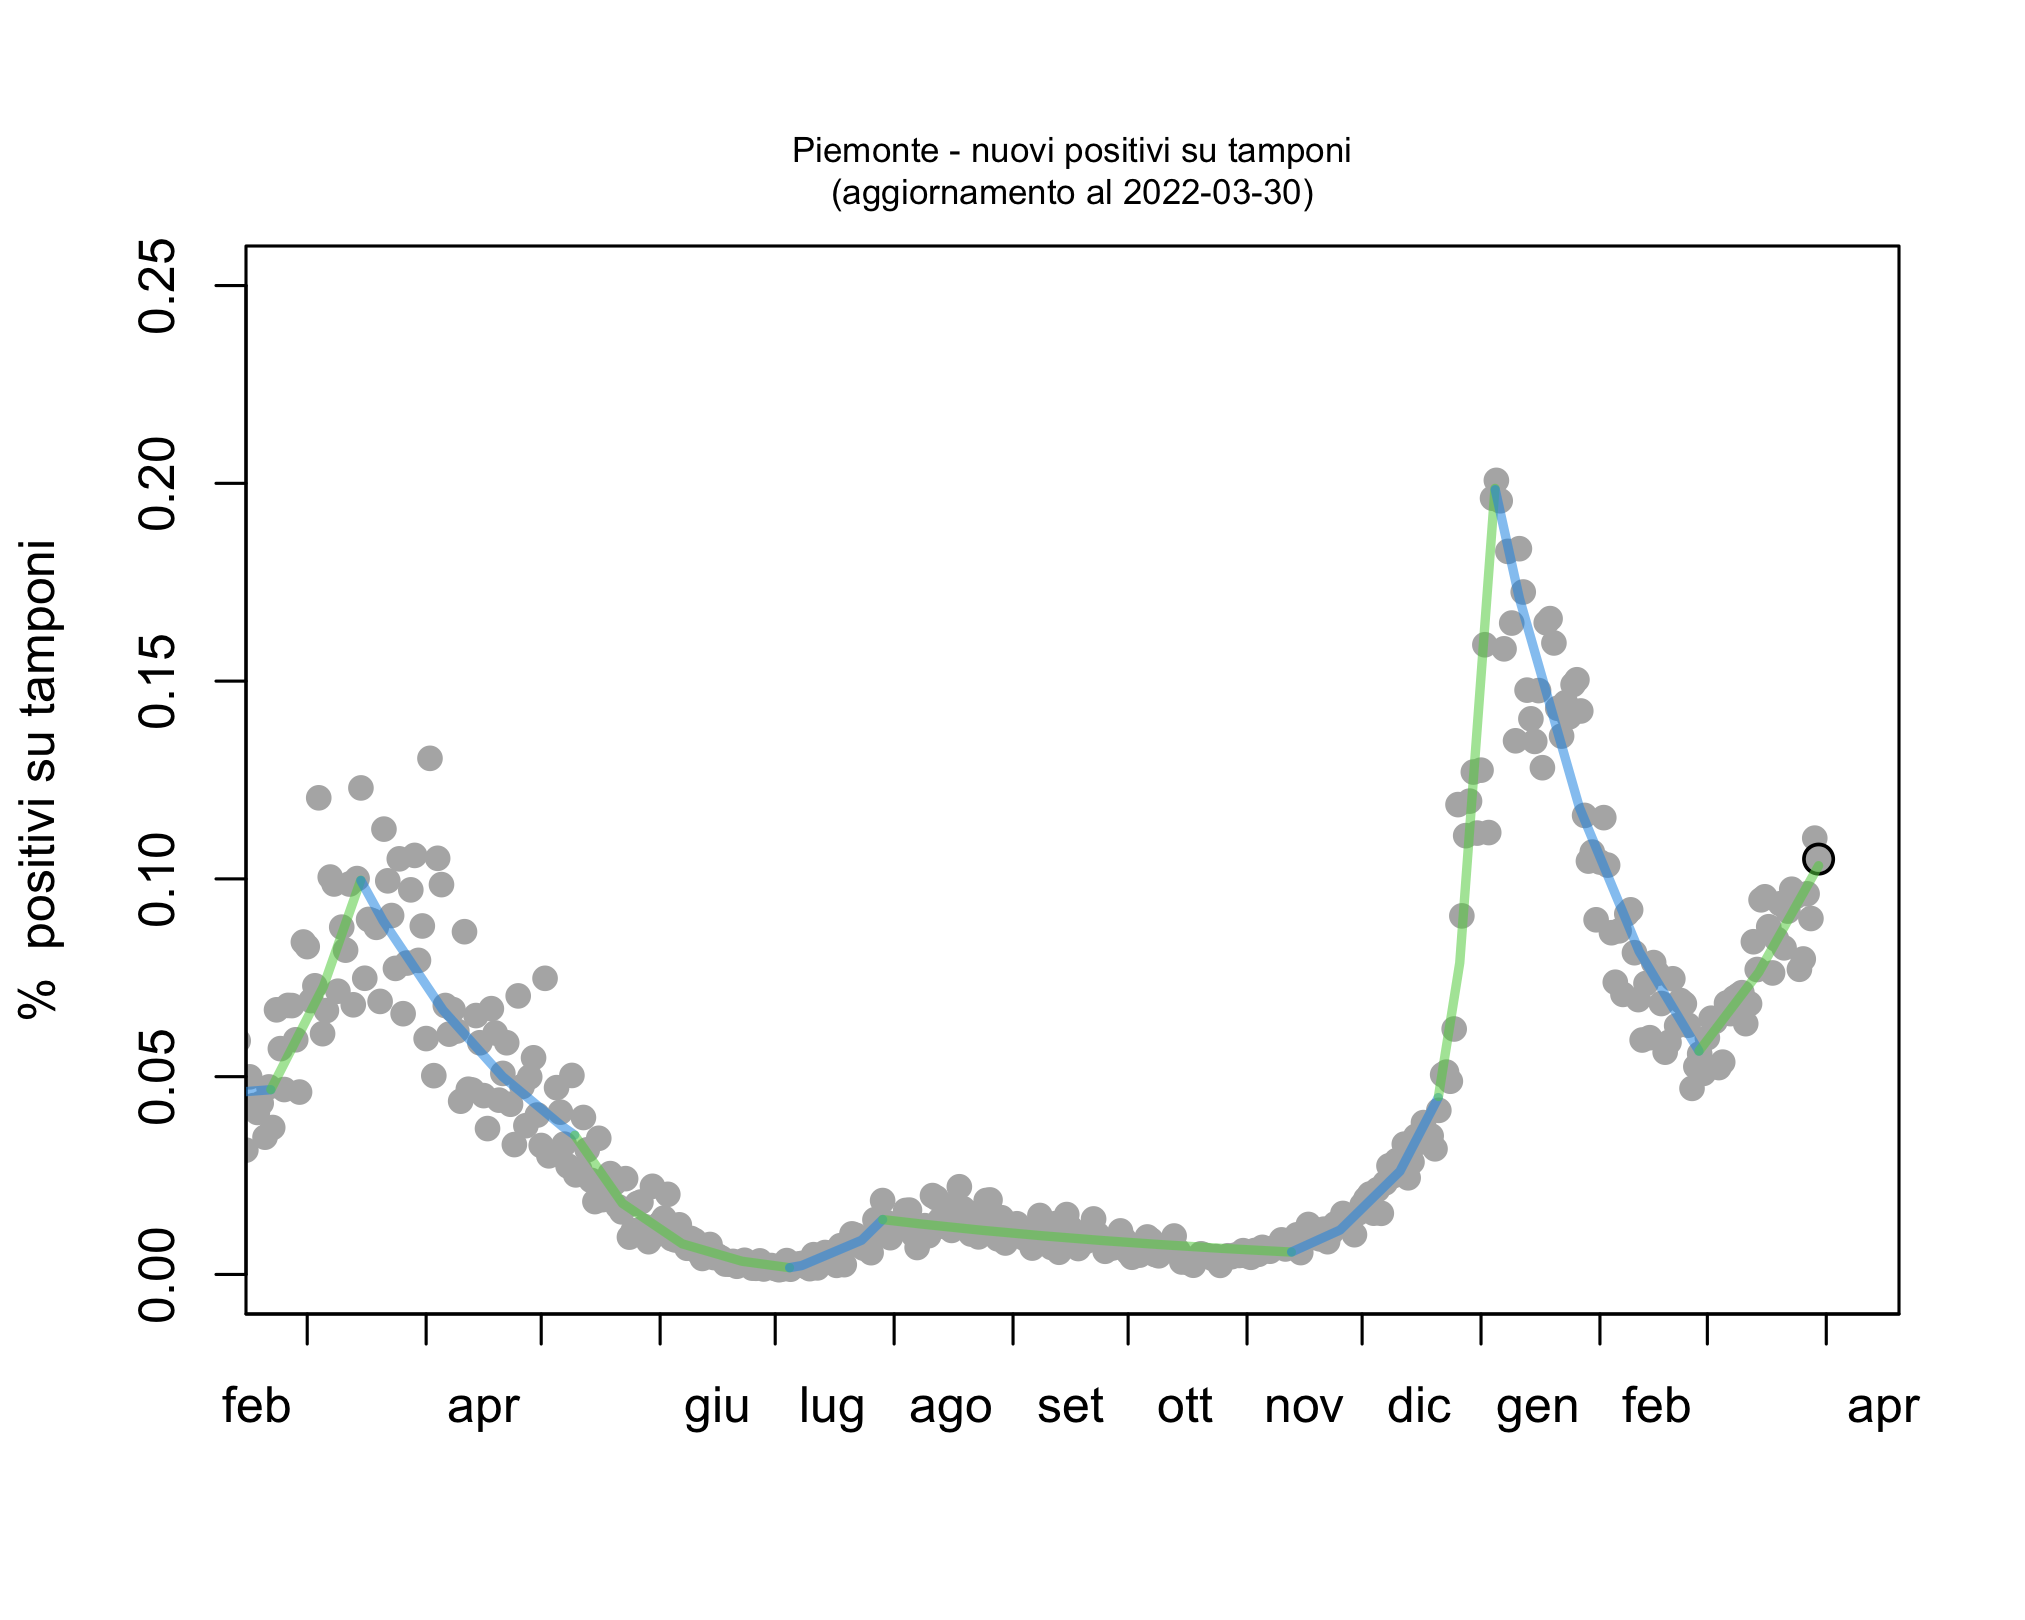 Piemonte - nuovi positivi su tamponi
(aggiornamento al 2022-03-30)
% positivi su tamponi
0.25
0.20
0.15
0.10
0.05
0.00
feb apr giu lug ago set ott nov dic gen feb apr